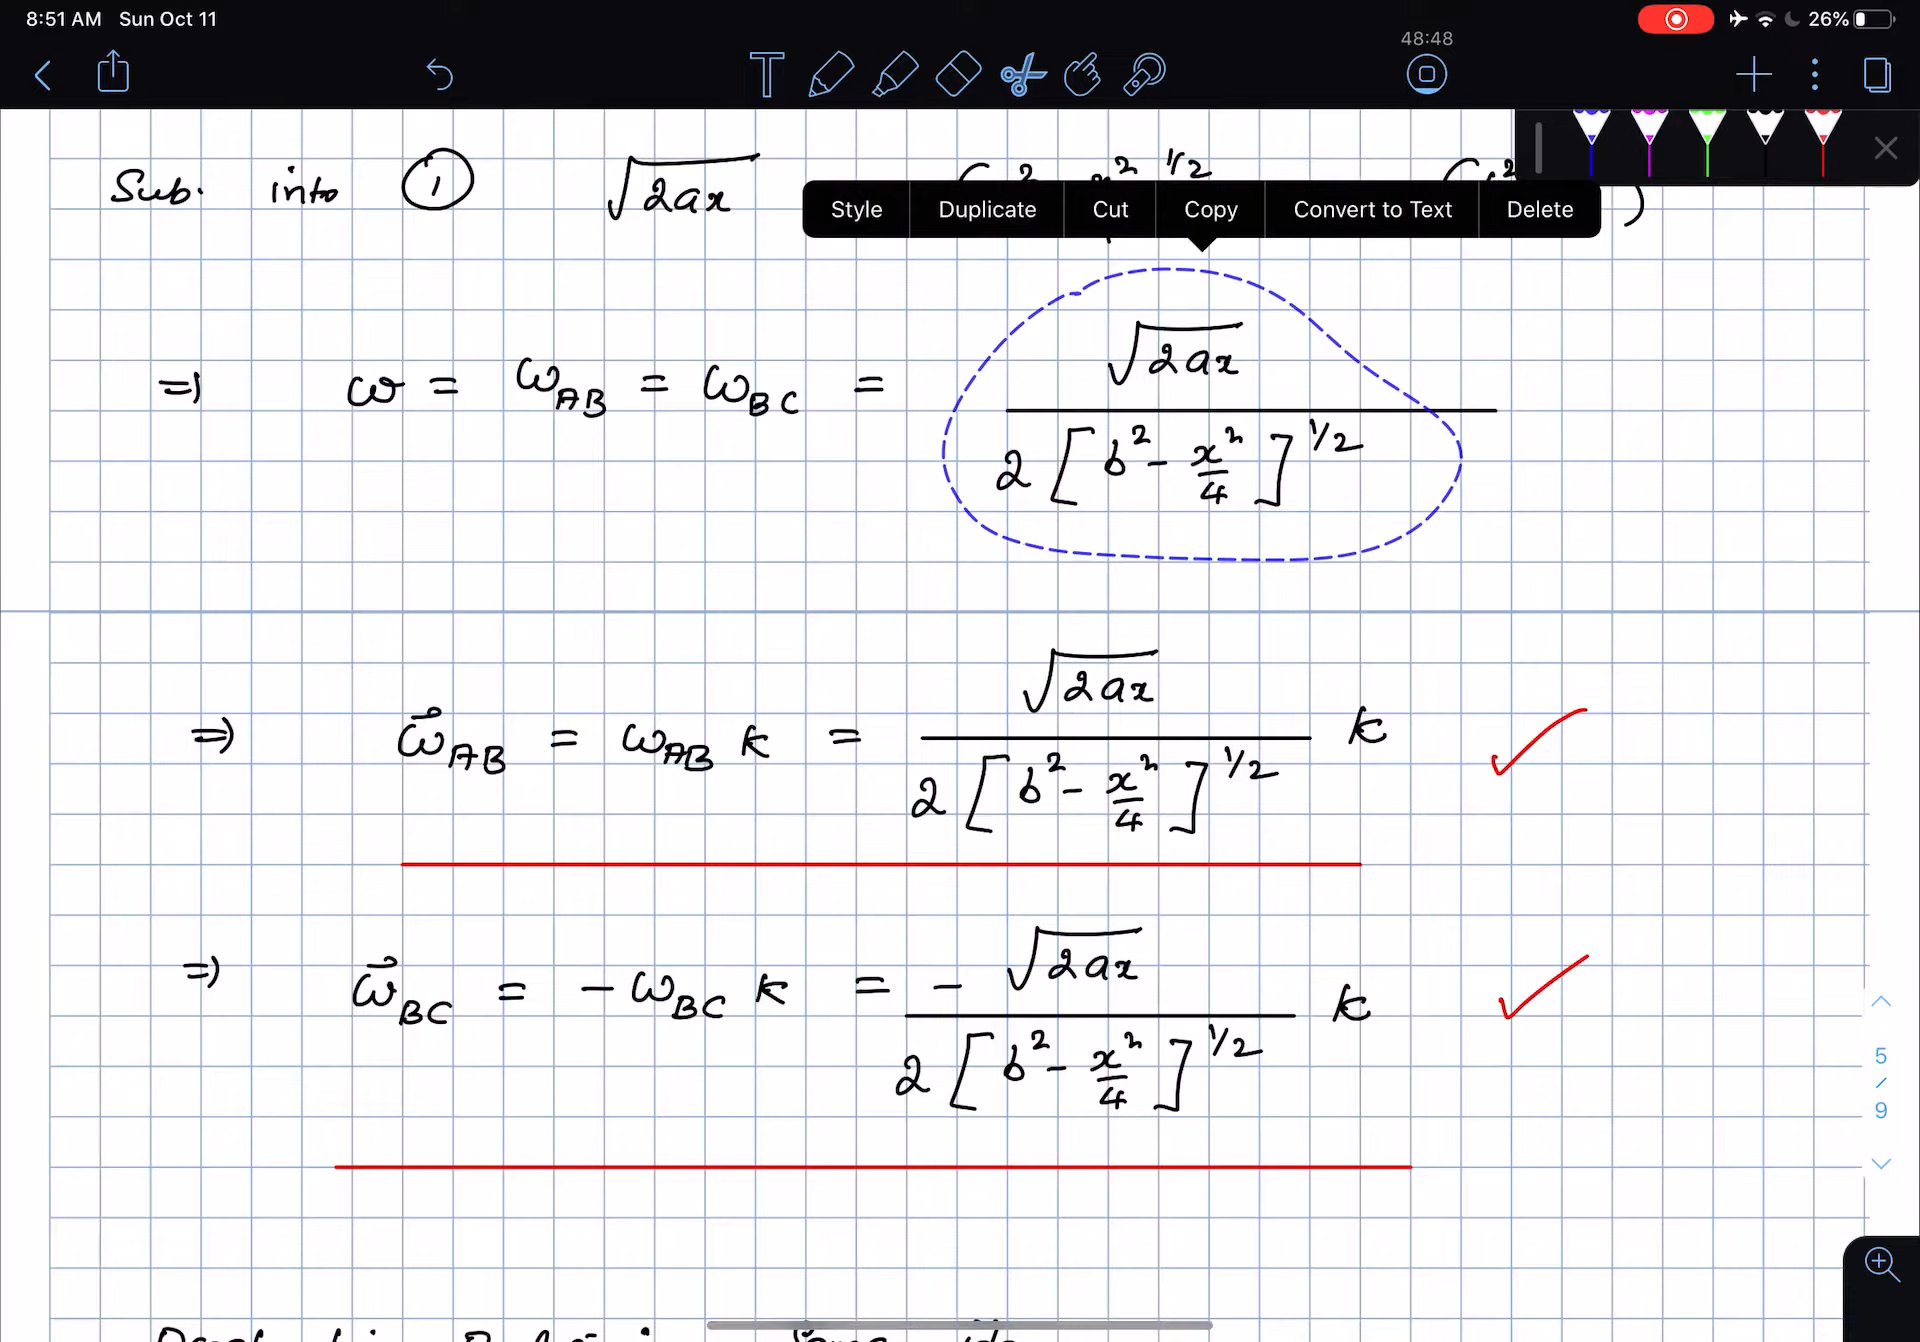 8:51 AM Sun Oct 11
26%
48:48
Sub. into ① √2ax
Style Duplicate Cut Copy Convert to Text Delete
⇒ ω = ω_AB = ω_BC = √2ax / 2 [b² - x²/4]^1/2
⇒ ω⃗_AB = ω_AB k = √2ax / 2 [b² - x²/4]^1/2 k
⇒ ω⃗_BC = -ω_BC k = - √2ax / 2 [b² - x²/4]^1/2 k
5
/
9